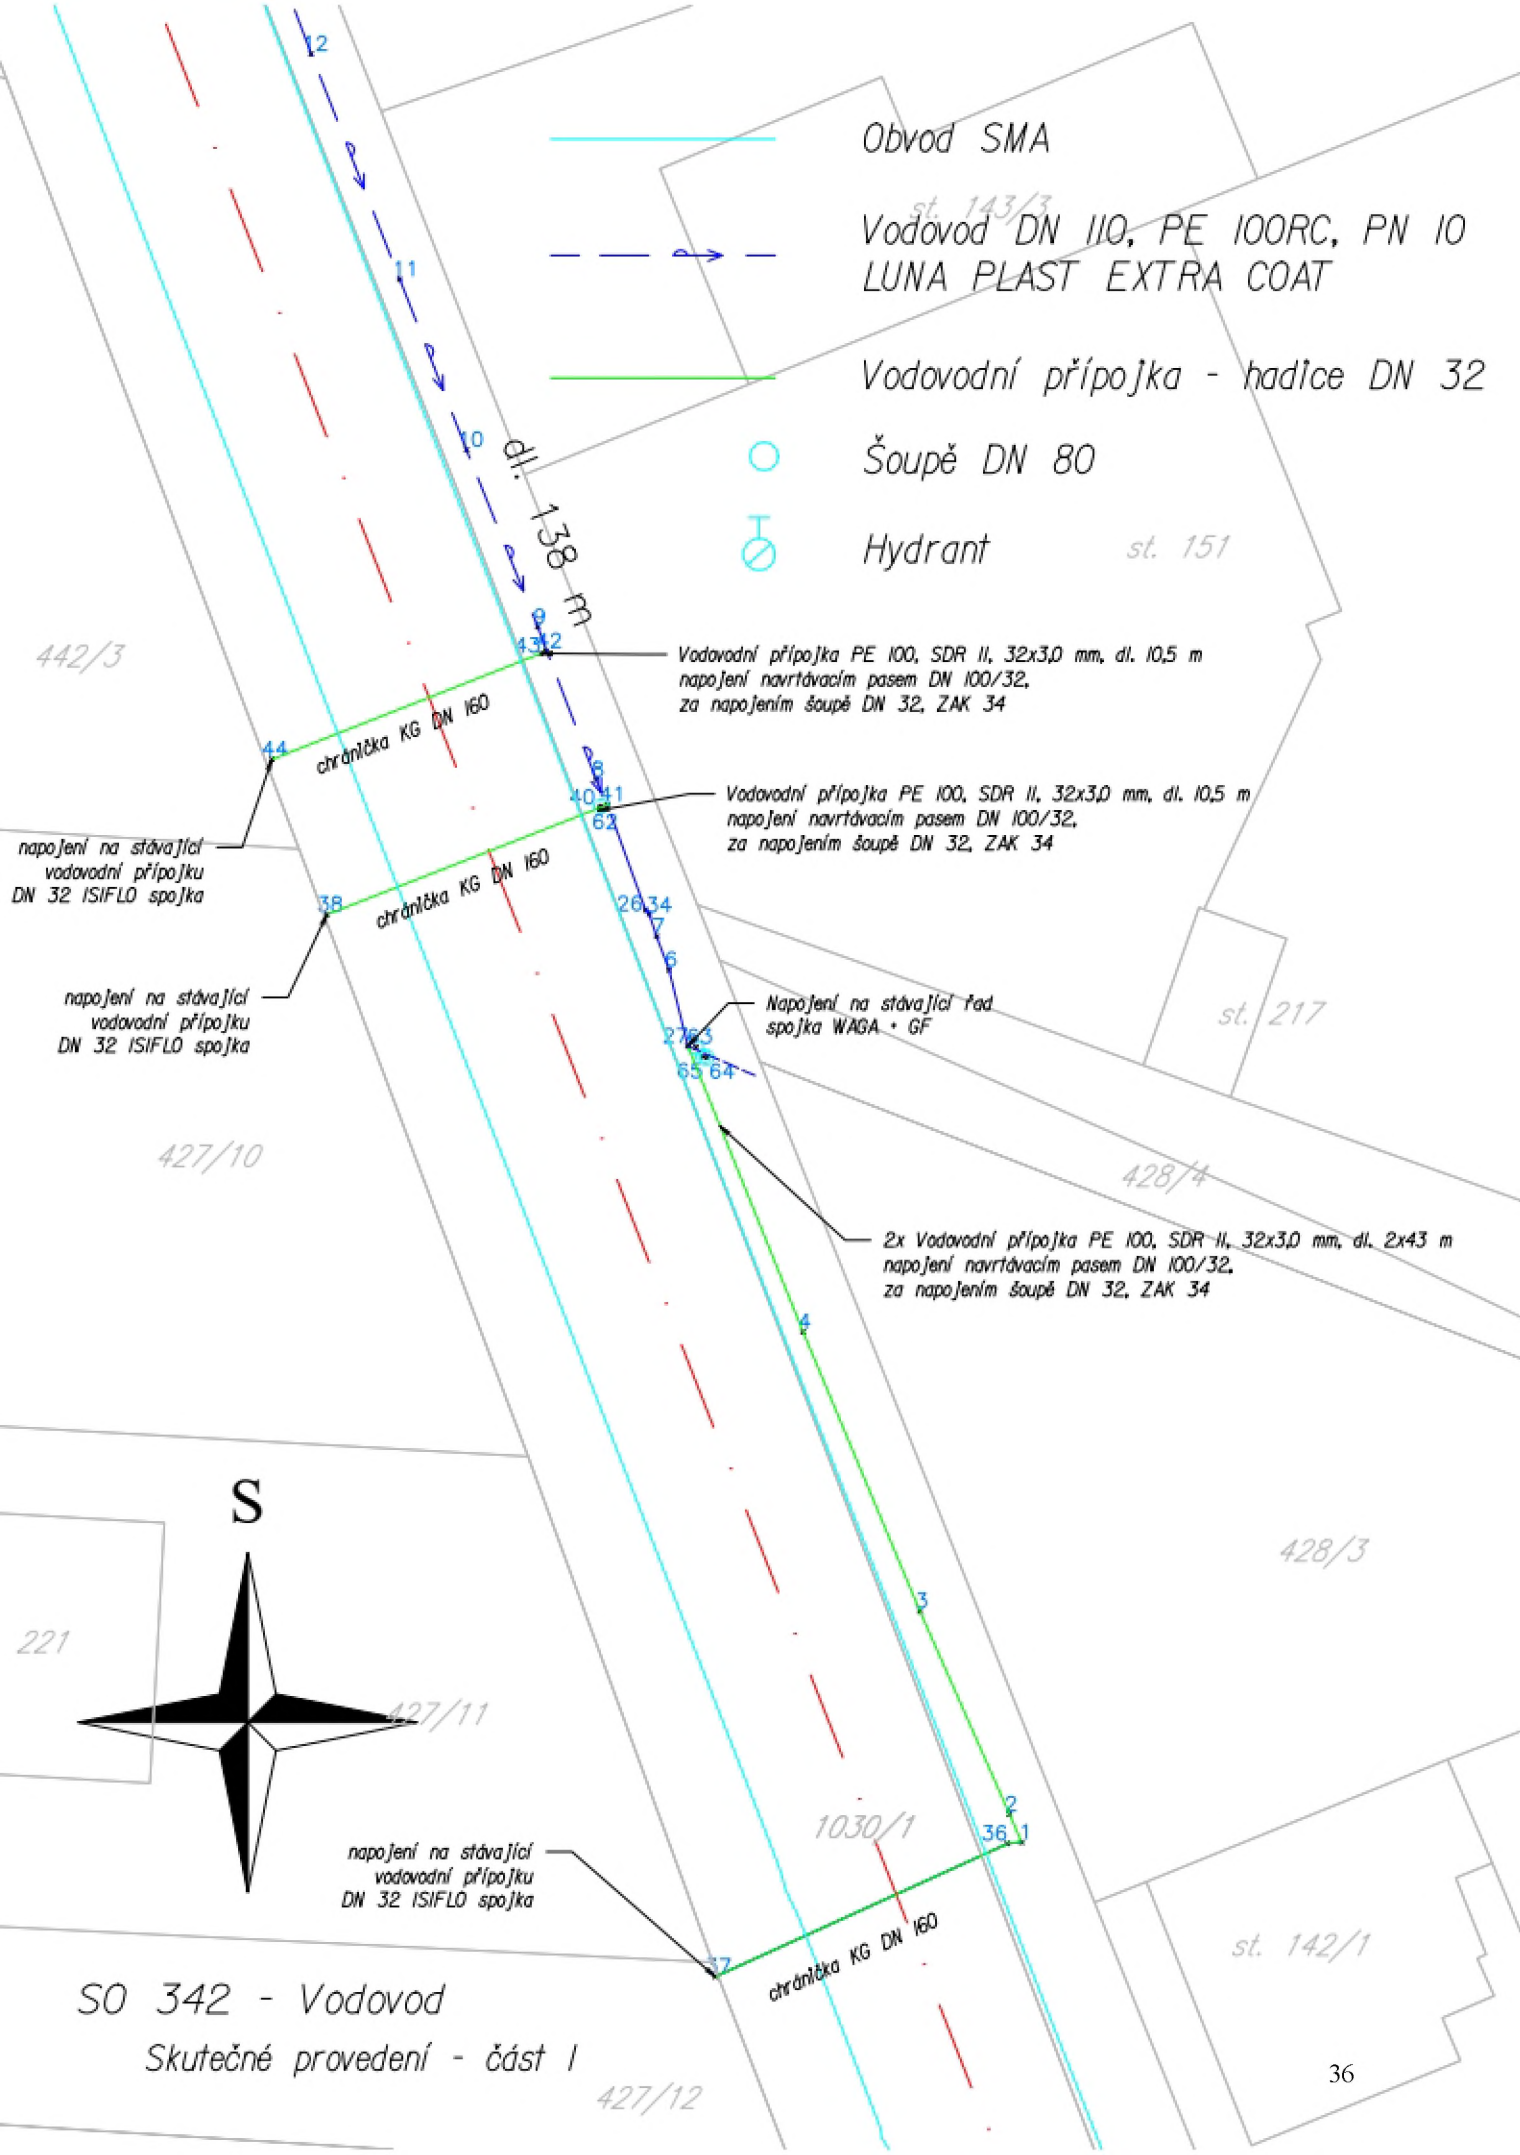 12
Obvod SMA
st. 143/3
Vodovod DN 110, PE 100RC, PN 10
LUNA PLAST EXTRA COAT
11
Vodovodní přípojka - hadice DN 32
10
dl. 138 m
Šoupě DN 80
Hydrant
st. 151
9
43 42
442/3
Vodovodní přípojka PE 100, SDR 11, 32x3,0 mm, dl. 10,5 m
napojení navrtávacím pasem DN 100/32,
za napojením šoupě DN 32, ZAK 34
44
chránička KG DN 160
8
40 41
62
Vodovodní přípojka PE 100, SDR 11, 32x3,0 mm, dl. 10,5 m
napojení navrtávacím pasem DN 100/32,
za napojením šoupě DN 32, ZAK 34
napojení na stávající
vodovodní přípojku
DN 32 ISIFLO spojka
38
chránička KG DN 160
26 34
7
6
napojení na stávající
vodovodní přípojku
DN 32 ISIFLO spojka
Napojení na stávající řad
spojka WAGA + GF
st. 217
27 63
65 64
427/10
428/4
2x Vodovodní přípojka PE 100, SDR 11, 32x3,0 mm, dl. 2x43 m
napojení navrtávacím pasem DN 100/32,
za napojením šoupě DN 32, ZAK 34
4
S
428/3
3
221
427/11
2
1030/1
36 1
napojení na stávající
vodovodní přípojku
DN 32 ISIFLO spojka
37
chránička KG DN 160
st. 142/1
SO 342 - Vodovod
Skutečné provedení - část 1
427/12
36